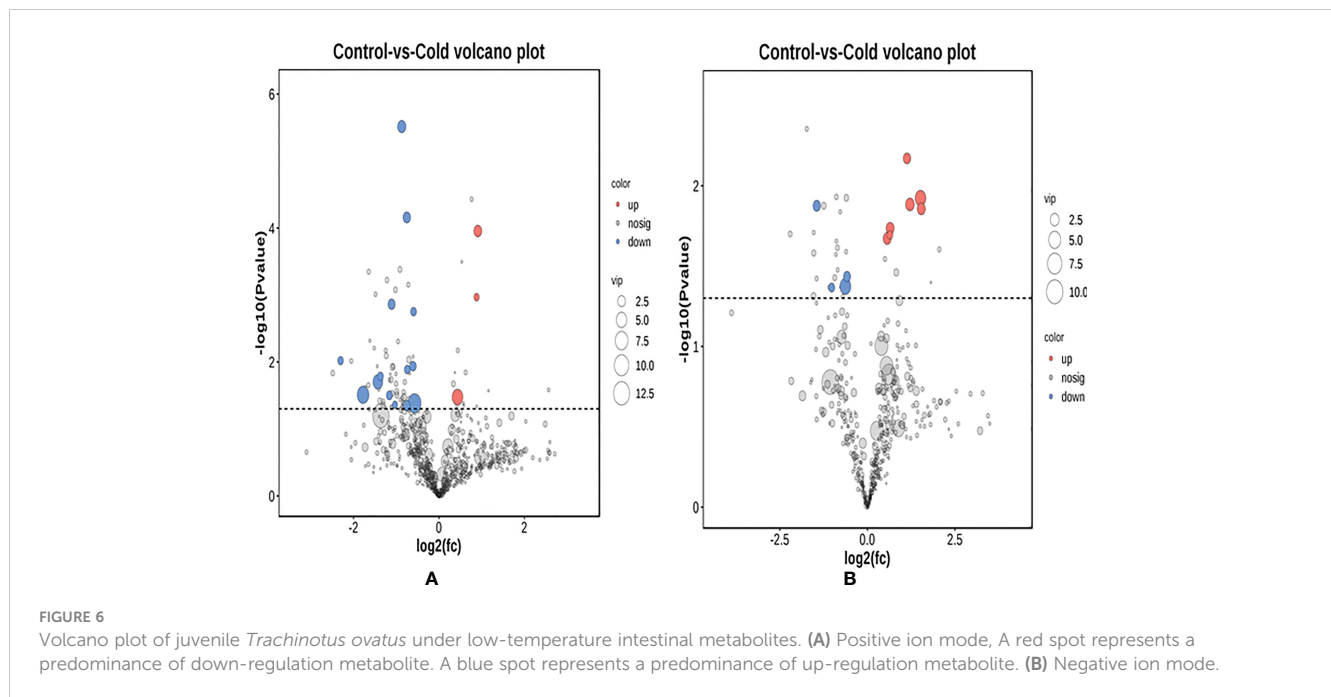 Control-vs-Cold volcano plot
6
4
2
0
-log10(Pvalue)
-2
0
2
log2(fc)
color
up
nosig
down
vip
2.5
5.0
7.5
10.0
12.5
A
Control-vs-Cold volcano plot
2
1
0
-log10(Pvalue)
-2.5
0.0
2.5
log2(fc)
vip
2.5
5.0
7.5
10.0
color
up
nosig
down
B
FIGURE 6
Volcano plot of juvenile Trachinotus ovatus under low-temperature intestinal metabolites. (A) Positive ion mode, A red spot represents a
predominance of down-regulation metabolite. A blue spot represents a predominance of up-regulation metabolite. (B) Negative ion mode.